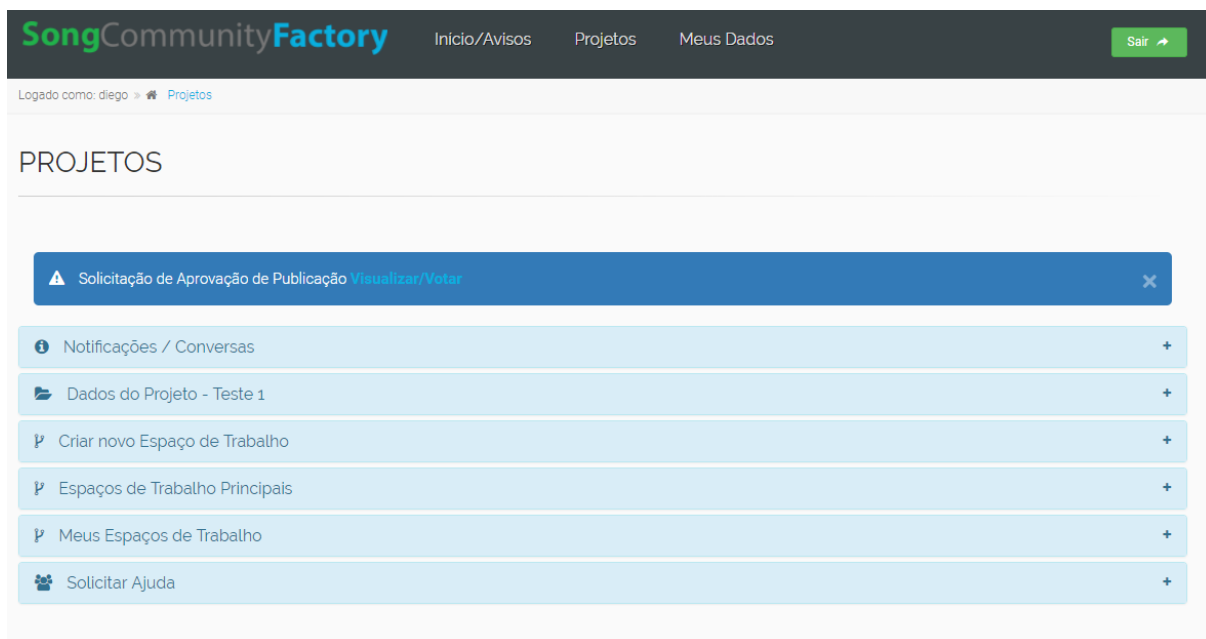 SongCommunityFactory Início/Avisos Projetos Meus Dados Sair
Logado como: diego » Projetos
PROJETOS
Solicitação de Aprovação de Publicação Visualizar/Votar ×
Notificações / Conversas +
Dados do Projeto - Teste 1 +
Criar novo Espaço de Trabalho +
Espaços de Trabalho Principais +
Meus Espaços de Trabalho +
Solicitar Ajuda +